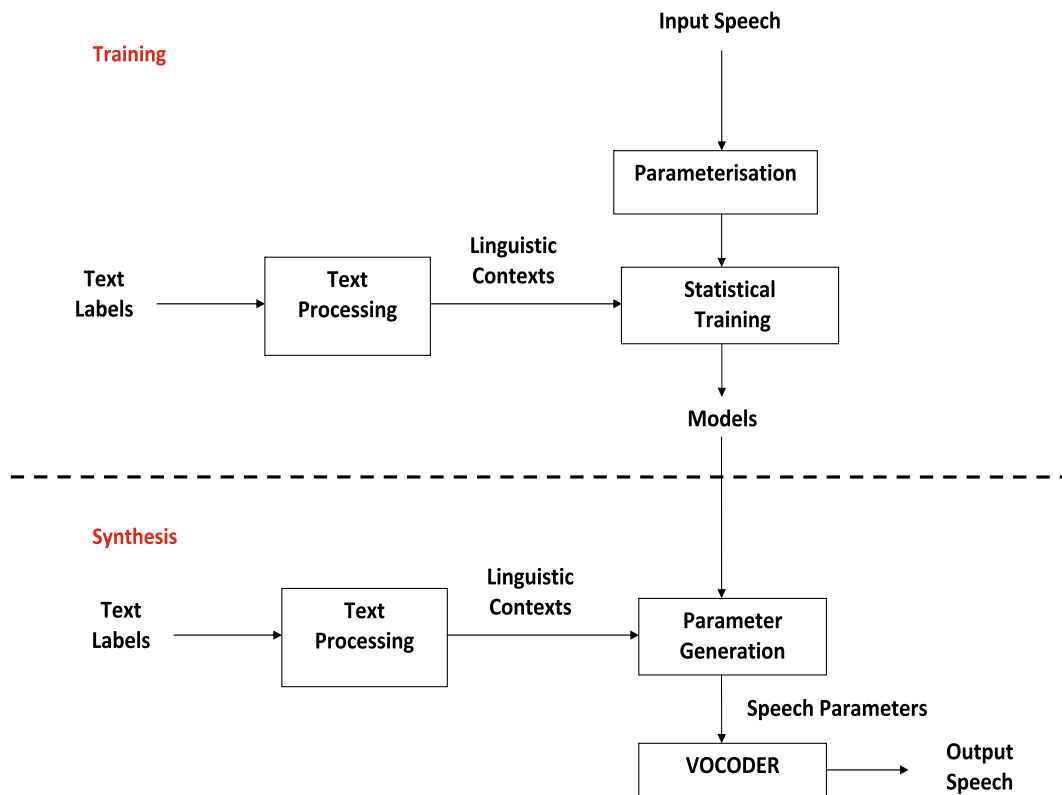 Input Speech
Training
Parameterisation
Linguistic
Contexts
Text
Labels
Text
Processing
Statistical
Training
Models
Synthesis
Linguistic
Contexts
Text
Labels
Text
Processing
Parameter
Generation
Speech Parameters
VOCODER
Output
Speech